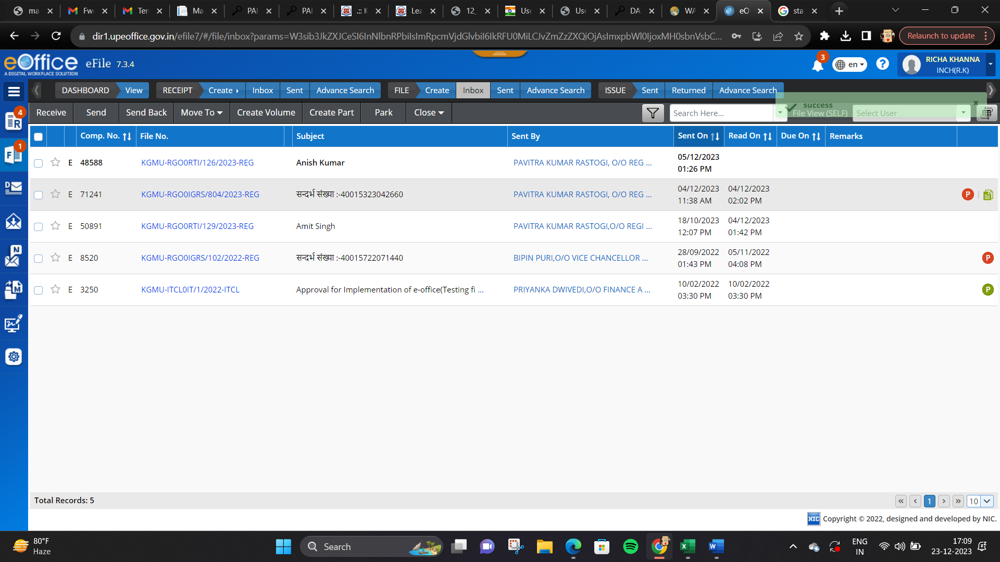 ma Fw Ter Ma PAI PAI .:: K Lea 12_ Use Use DA WA eO sta
dir1.upeoffice.gov.in/efile7/#/file/inbox?params=W3sib3JkZXJCeSI6InNlbnRPbiIsImRpcmVjdGlvbiI6IkRFU0MiLCJvZmZzZXQiOjAsImxpbWl0IjoxMH0sbnVsbC... Relaunch to update
eOffice eFile 7.3.4 3 en ? RICHA KHANNA
A DIGITAL WORKPLACE SOLUTION INCH(R.K)
DASHBOARD View RECEIPT Create Inbox Sent Advance Search FILE Create Inbox Sent Advance Search ISSUE Sent Returned Advance Search
success
Receive Send Send Back Move To Create Volume Create Part Park Close Search Here... File View (SELF) Select User
4 R
1 F
D
N
M
Comp. No. File No. Subject Sent By Sent On Read On Due On Remarks
E 48588 KGMU-RGO0RTI/126/2023-REG Anish Kumar PAVITRA KUMAR RASTOGI, O/O REG ... 05/12/2023
01:26 PM
E 71241 KGMU-RGO0IGRS/804/2023-REG सन्दर्भ संख्या :-40015323042660 PAVITRA KUMAR RASTOGI, O/O REG ... 04/12/2023 04/12/2023 P
11:38 AM 02:02 PM
E 50891 KGMU-RGO0RTI/129/2023-REG Amit Singh PAVITRA KUMAR RASTOGI,O/O REGI ... 18/10/2023 04/12/2023
12:07 PM 01:42 PM
E 8520 KGMU-RGO0IGRS/102/2022-REG सन्दर्भ संख्या :-40015722071440 BIPIN PURI,O/O VICE CHANCELLOR ... 28/09/2022 05/11/2022 P
01:43 PM 04:08 PM
E 3250 KGMU-ITCL0IT/1/2022-ITCL Approval for Implementation of e-office(Testing fi ... PRIYANKA DWIVEDI,O/O FINANCE A ... 10/02/2022 10/02/2022 P
03:30 PM 03:30 PM
Total Records: 5 « ‹ 1 › » 10
NIC Copyright © 2022, designed and developed by NIC.
80°F Haze Search ENG IN 17:09
23-12-2023